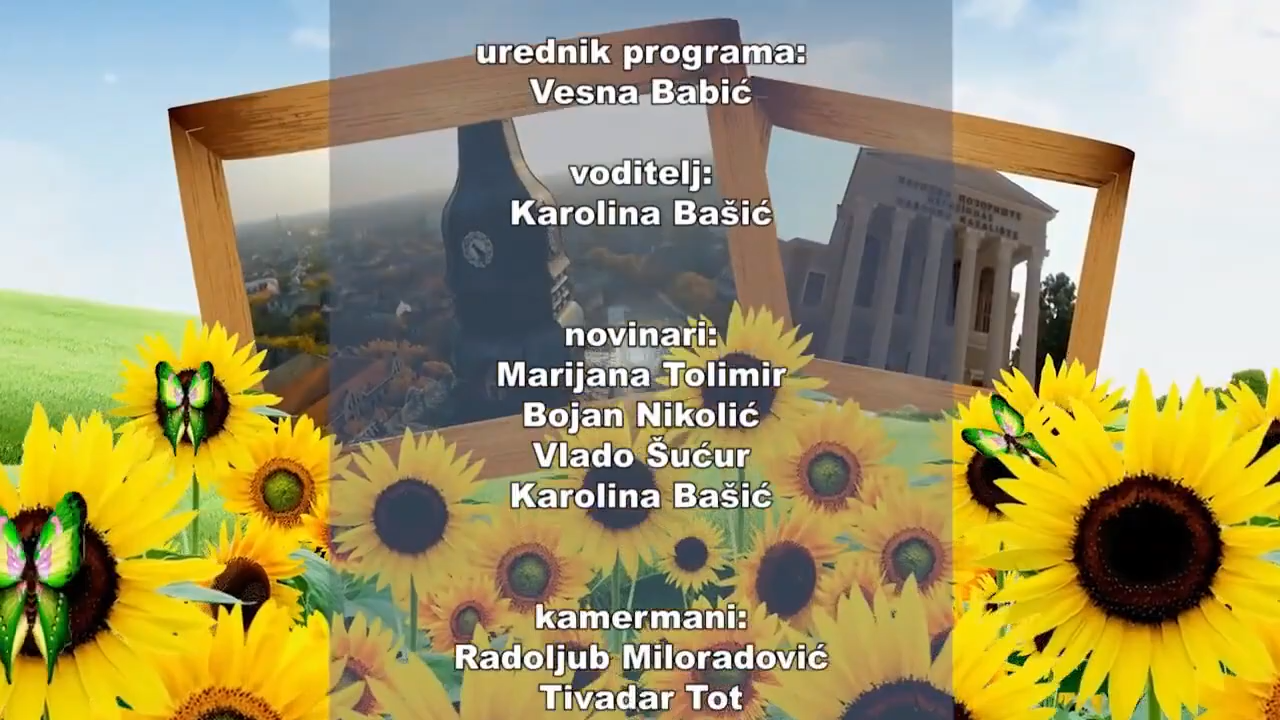 urednik programa:
Vesna Babić
voditelj:
Karolina Bašić
novinari:
Marijana Tolimir
Bojan Nikolić
Vlado Šućur
Karolina Bašić
kamermani:
Radoljub Miloradović
Tivadar Tot